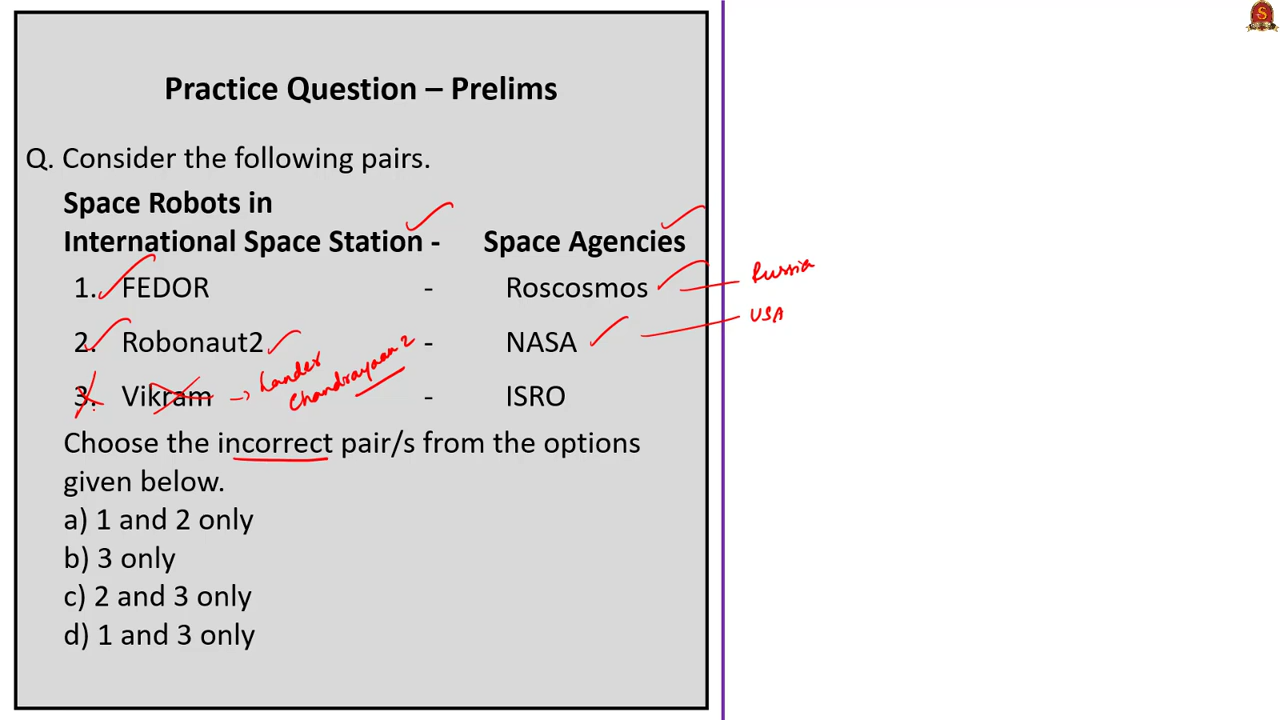 S
Practice Question – Prelims
Q. Consider the following pairs.
Space Robots in
International Space Station - Space Agencies
1. FEDOR - Roscosmos Russia
2. Robonaut2 - NASA USA
3. Vikram → Lander Chandrayaan 2 - ISRO
Choose the incorrect pair/s from the options
given below.
a) 1 and 2 only
b) 3 only
c) 2 and 3 only
d) 1 and 3 only